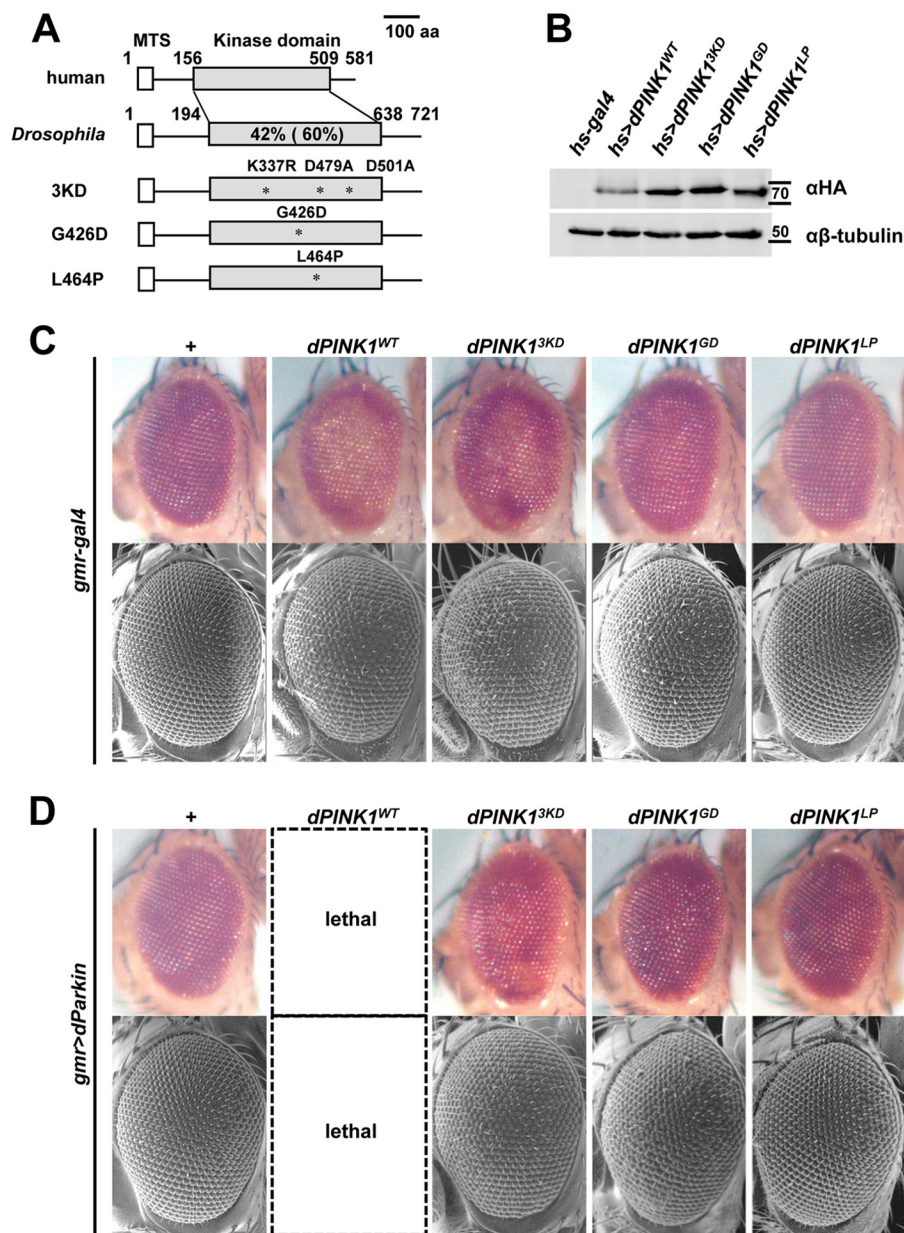 A
100 aa
MTS
Kinase domain
1 156 509 581
human
1 194 638 721
Drosophila
42% ( 60%)
K337R D479A D501A
3KD
* * *
G426D
G426D
*
L464P
L464P
*
B
hs-gal4
hs>dPINK1WT
hs>dPINK13KD
hs>dPINK1GD
hs>dPINK1LP
70
αHA
50
αβ-tubulin
C
+ dPINK1WT dPINK13KD dPINK1GD dPINK1LP
gmr-gal4
D
+ dPINK1WT dPINK13KD dPINK1GD dPINK1LP
gmr>dParkin
lethal
lethal